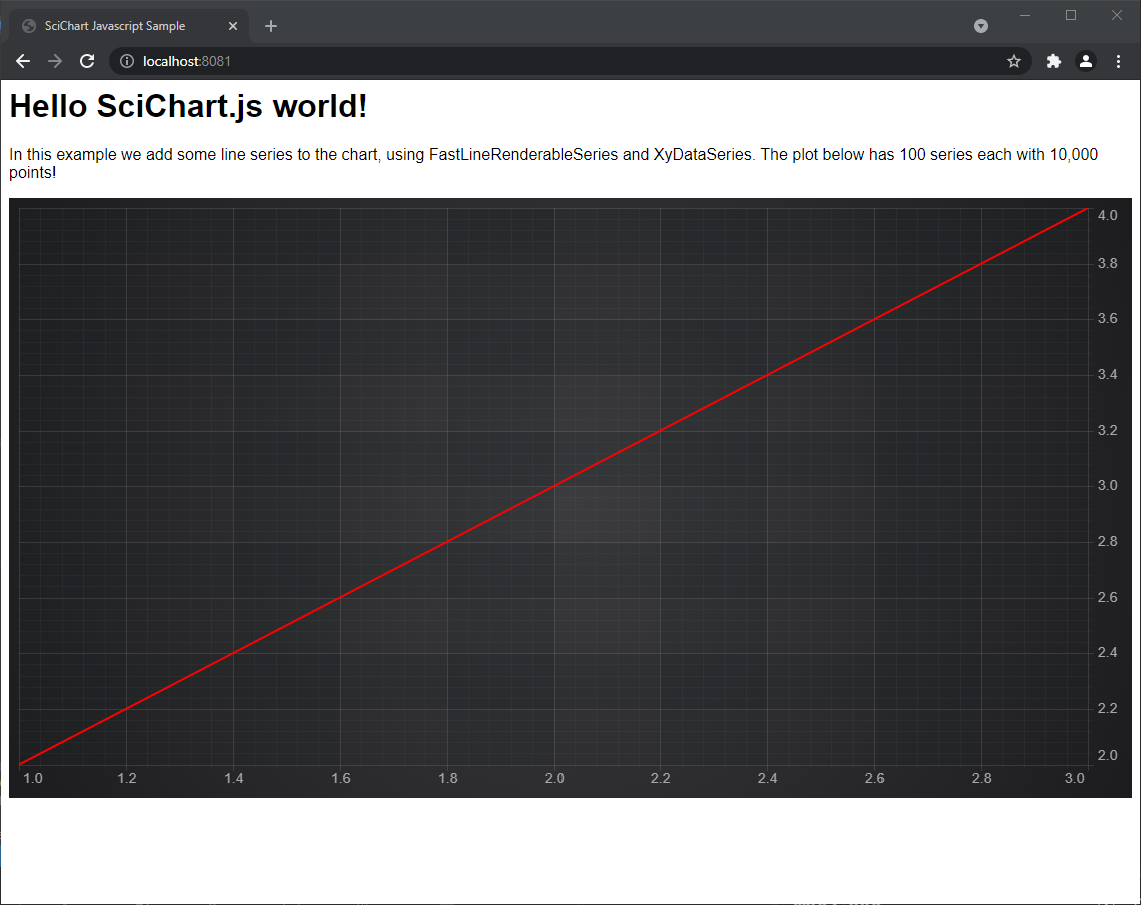 SciChart Javascript Sample
localhost:8081
Hello SciChart.js world!
In this example we add some line series to the chart, using FastLineRenderableSeries and XyDataSeries. The plot below has 100 series each with 10,000
points!
4.0
3.8
3.6
3.4
3.2
3.0
2.8
2.6
2.4
2.2
2.0
1.0 1.2 1.4 1.6 1.8 2.0 2.2 2.4 2.6 2.8 3.0